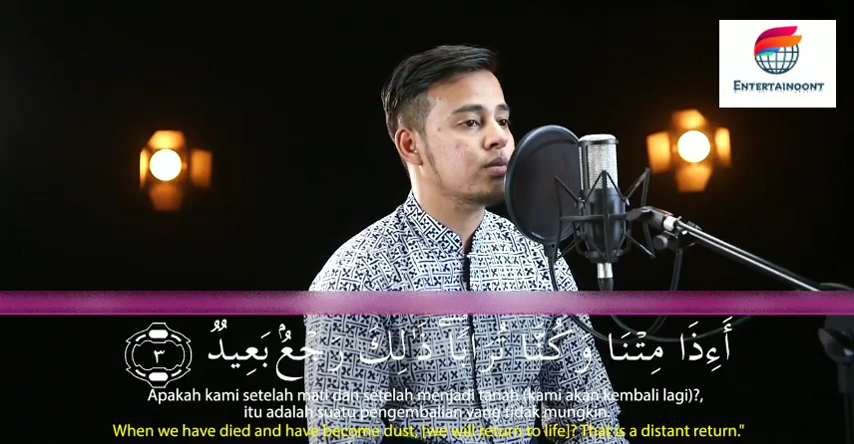 ENTERTAINOONT
أَءِذَا مِتْنَا وَكُنَّا تُرَابًا ذَٰلِكَ رَجْعٌۢ بَعِيدٌ ٣
Apakah kami setelah mati dan setelah menjadi tanah (kami akan kembali lagi)?,
itu adalah suatu pengembalian yang tidak mungkin.
When we have died and have become dust, [we will return to life]? That is a distant return."